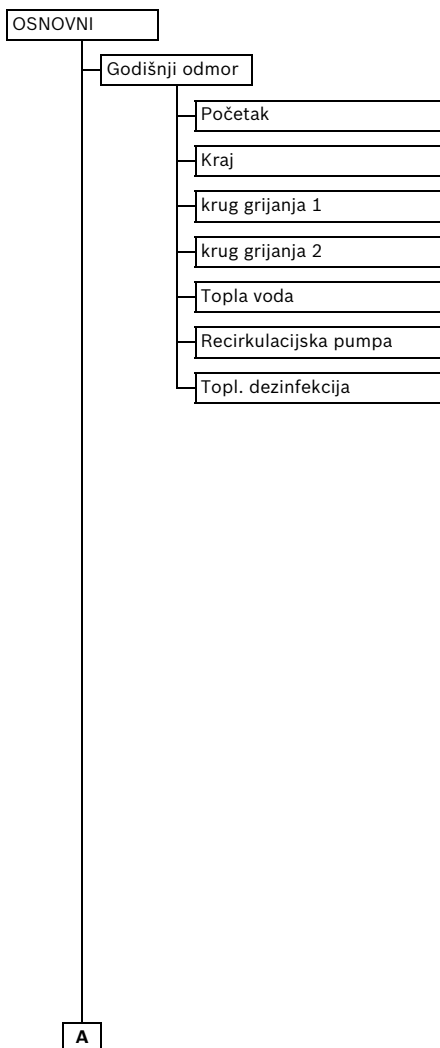 OSNOVNI
Godišnji odmor
Početak
Kraj
krug grijanja 1
krug grijanja 2
Topla voda
Recirkulacijska pumpa
Topl. dezinfekcija
A